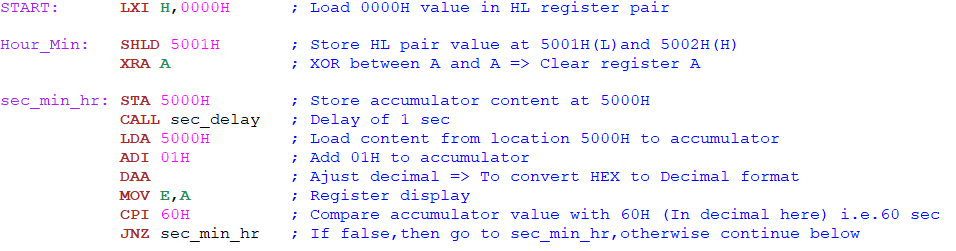 START: LXI H,0000H ; Load 0000H value in HL register pair
Hour_Min: SHLD 5001H ; Store HL pair value at 5001H(L)and 5002H(H)
XRA A ; XOR between A and A => Clear register A
sec_min_hr: STA 5000H ; Store accumulator content at 5000H
CALL sec_delay ; Delay of 1 sec
LDA 5000H ; Load content from location 5000H to accumulator
ADI 01H ; Add 01H to accumulator
DAA ; Ajust decimal => To convert HEX to Decimal format
MOV E,A ; Register display
CPI 60H ; Compare accumulator value with 60H (In decimal here) i.e.60 sec
JNZ sec_min_hr ; If false,then go to sec_min_hr,otherwise continue below